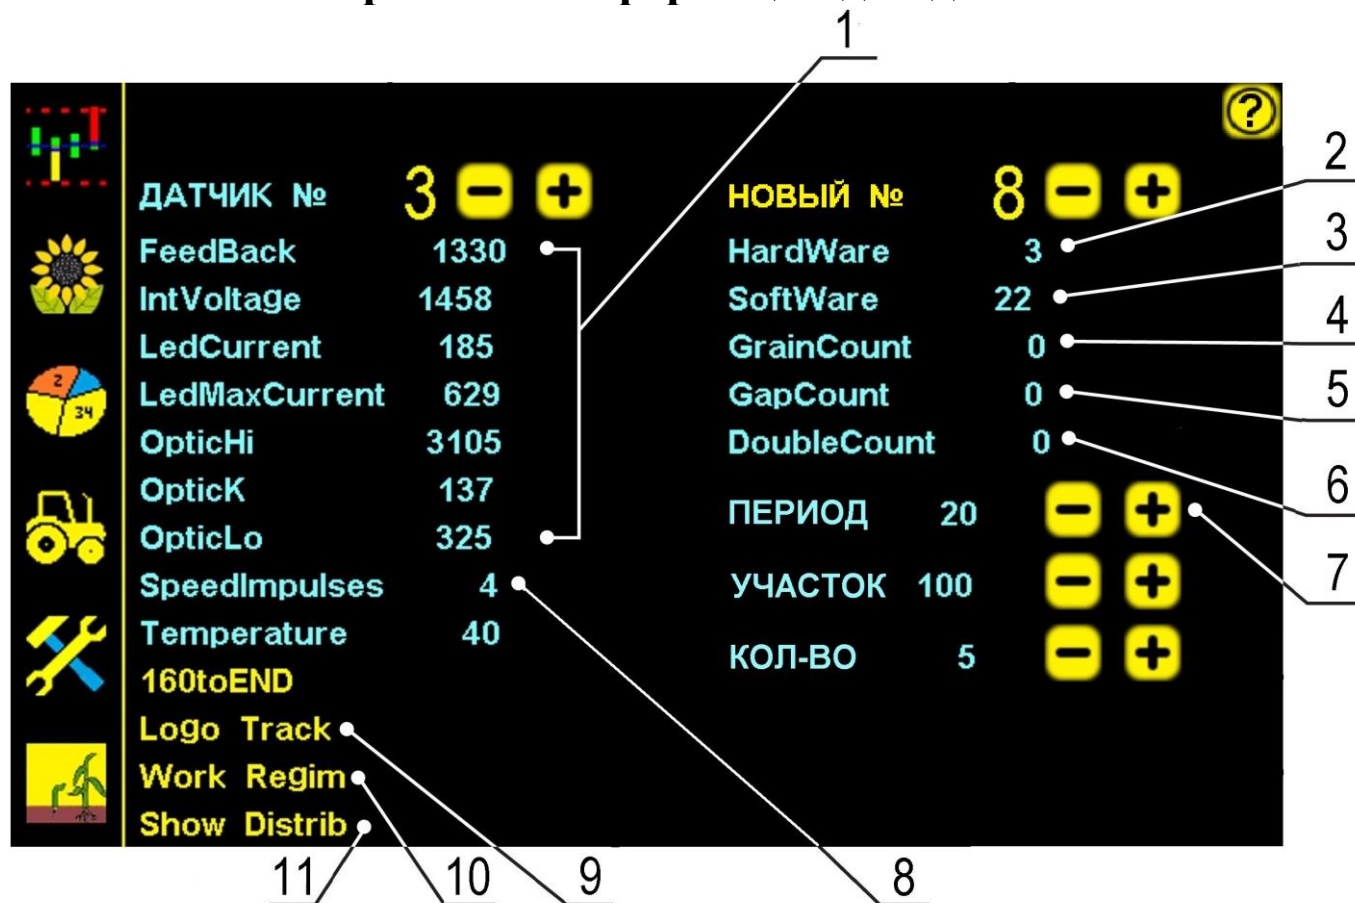 1
ДАТЧИК № 3 - +
FeedBack 1330
IntVoltage 1458
LedCurrent 185
LedMaxCurrent 629
OpticHi 3105
OpticK 137
OpticLo 325
SpeedImpulses 4
Temperature 40
160toEND
Logo Track
Work Regim
Show Distrib
?
НОВЫЙ № 8 - +
HardWare 3
SoftWare 22
GrainCount 0
GapCount 0
DoubleCount 0
ПЕРИОД 20 - +
УЧАСТОК 100 - +
КОЛ-ВО 5 - +
2
3
4
5
6
7
2
34
11 10 9 8